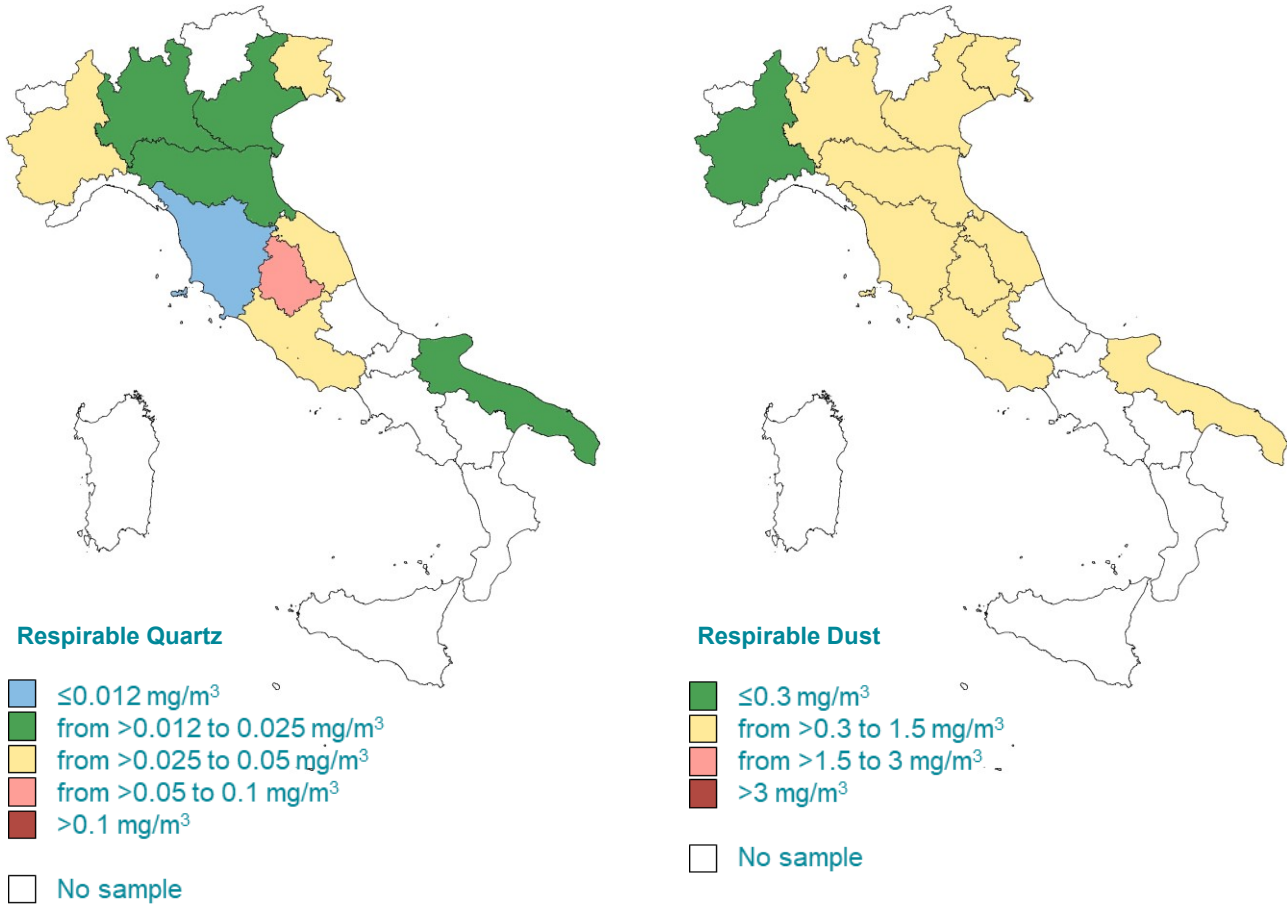 Respirable Quartz
≤0.012 mg/m³
from >0.012 to 0.025 mg/m³
from >0.025 to 0.05 mg/m³
from >0.05 to 0.1 mg/m³
>0.1 mg/m³
No sample
Respirable Dust
≤0.3 mg/m³
from >0.3 to 1.5 mg/m³
from >1.5 to 3 mg/m³
>3 mg/m³
No sample